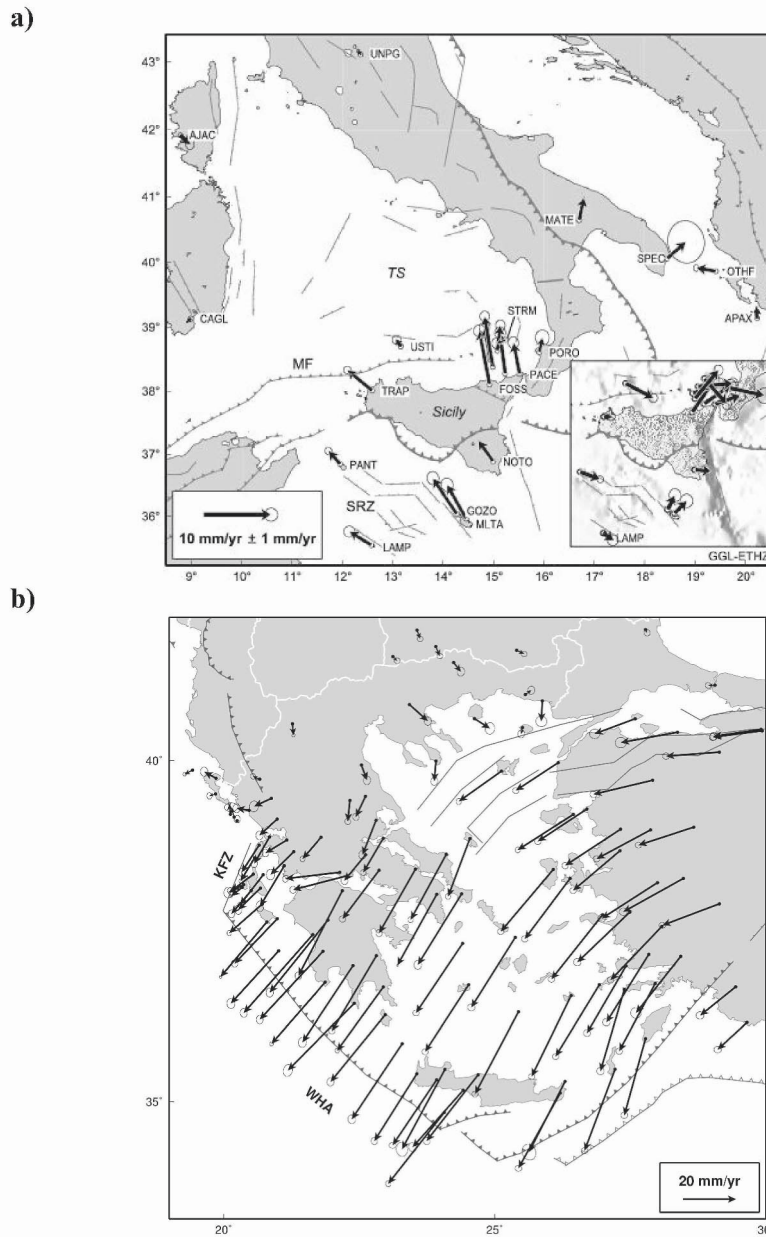 a)
43°
42°
41°
40°
39°
38°
37°
36°
UNPG
AJAC
MATE
SPEC
OTHF
TS
STRM
APAX
CAGL
USTI
PORO
MF
TRAP
PACE
FOSS
Sicily
PANT
NOTO
SRZ
GOZO
MLTA
LAMP
10 mm/yr ± 1 mm/yr
LAMP
GGL-ETHZ
9° 10° 11° 12° 13° 14° 15° 16° 17° 18° 19° 20°
b)
40°
KFZ
35°
WHA
20 mm/yr
20° 25° 30